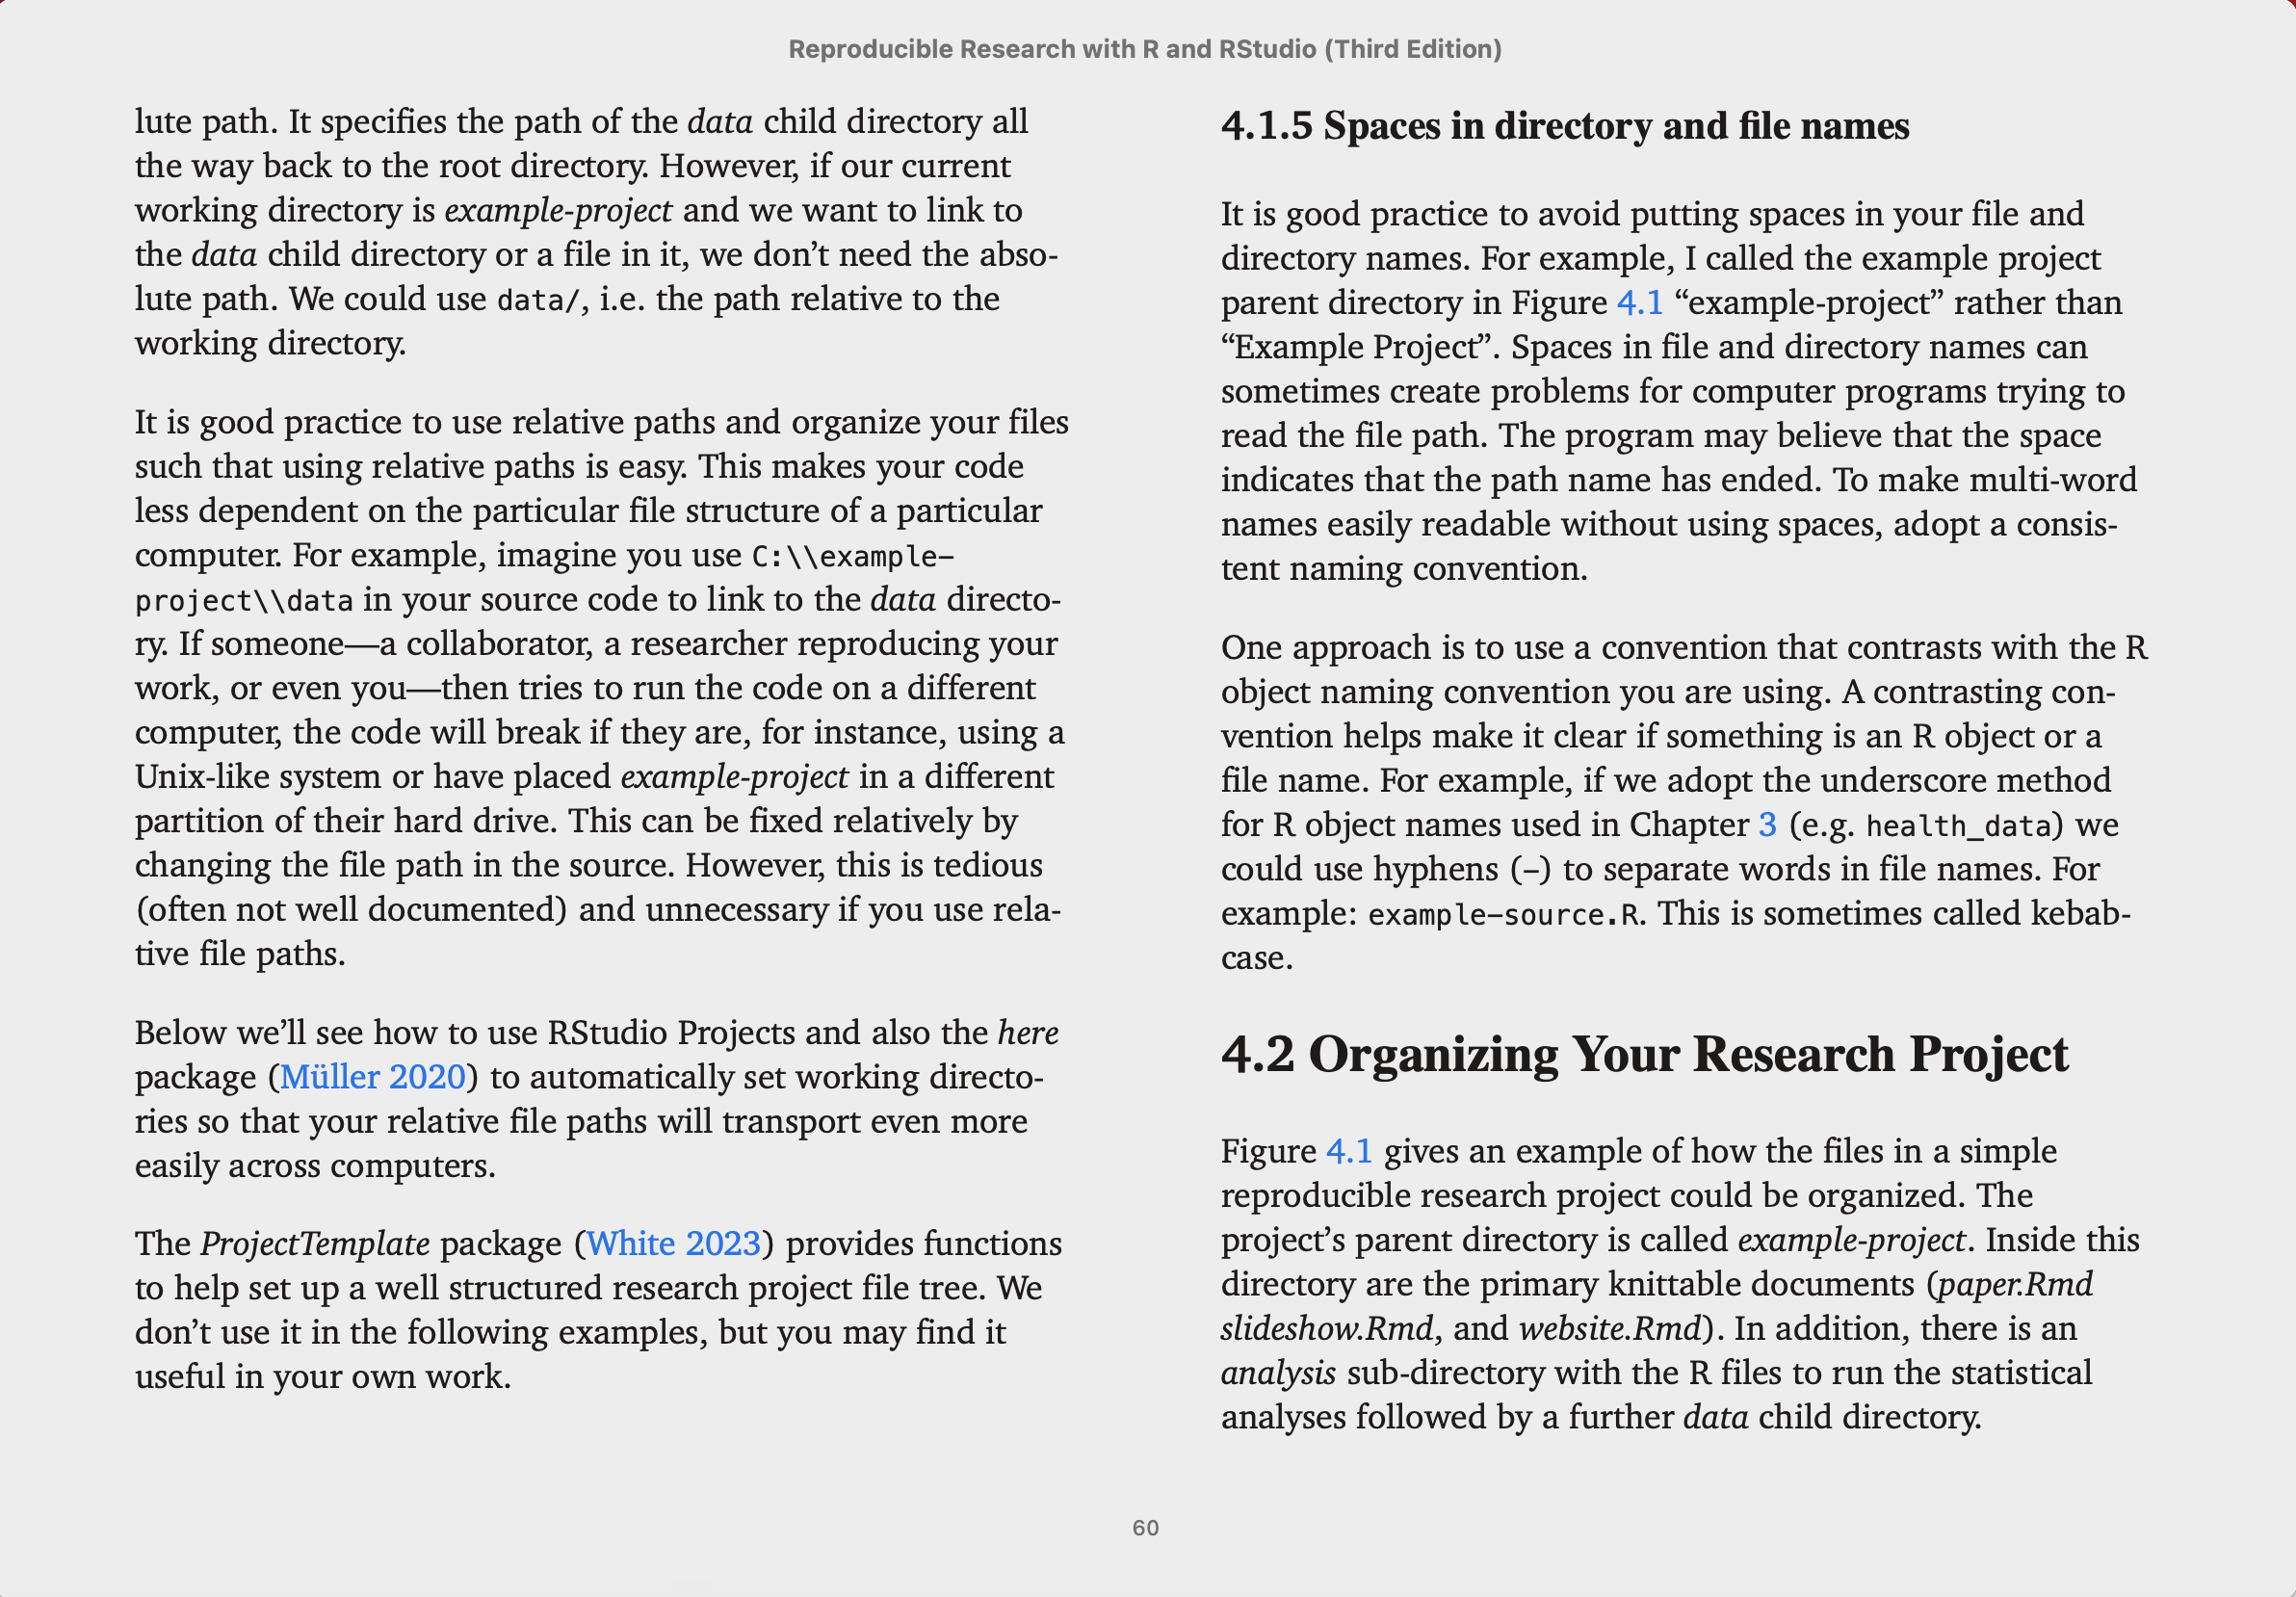 Reproducible Research with R and RStudio (Third Edition)
lute path. It specifies the path of the data child directory all
the way back to the root directory. However, if our current
working directory is example-project and we want to link to
the data child directory or a file in it, we don’t need the abso-
lute path. We could use data/, i.e. the path relative to the
working directory.
It is good practice to use relative paths and organize your files
such that using relative paths is easy. This makes your code
less dependent on the particular file structure of a particular
computer. For example, imagine you use C:\\example-
project\\data in your source code to link to the data directo-
ry. If someone—a collaborator, a researcher reproducing your
work, or even you—then tries to run the code on a different
computer, the code will break if they are, for instance, using a
Unix-like system or have placed example-project in a different
partition of their hard drive. This can be fixed relatively by
changing the file path in the source. However, this is tedious
(often not well documented) and unnecessary if you use rela-
tive file paths.
Below we’ll see how to use RStudio Projects and also the here
package (Müller 2020) to automatically set working directo-
ries so that your relative file paths will transport even more
easily across computers.
The ProjectTemplate package (White 2023) provides functions
to help set up a well structured research project file tree. We
don’t use it in the following examples, but you may find it
useful in your own work.
4.1.5 Spaces in directory and file names
It is good practice to avoid putting spaces in your file and
directory names. For example, I called the example project
parent directory in Figure 4.1 “example-project” rather than
“Example Project”. Spaces in file and directory names can
sometimes create problems for computer programs trying to
read the file path. The program may believe that the space
indicates that the path name has ended. To make multi-word
names easily readable without using spaces, adopt a consis-
tent naming convention.
One approach is to use a convention that contrasts with the R
object naming convention you are using. A contrasting con-
vention helps make it clear if something is an R object or a
file name. For example, if we adopt the underscore method
for R object names used in Chapter 3 (e.g. health_data) we
could use hyphens (-) to separate words in file names. For
example: example-source.R. This is sometimes called kebab-
case.
4.2 Organizing Your Research Project
Figure 4.1 gives an example of how the files in a simple
reproducible research project could be organized. The
project’s parent directory is called example-project. Inside this
directory are the primary knittable documents (paper.Rmd
slideshow.Rmd, and website.Rmd). In addition, there is an
analysis sub-directory with the R files to run the statistical
analyses followed by a further data child directory.
60